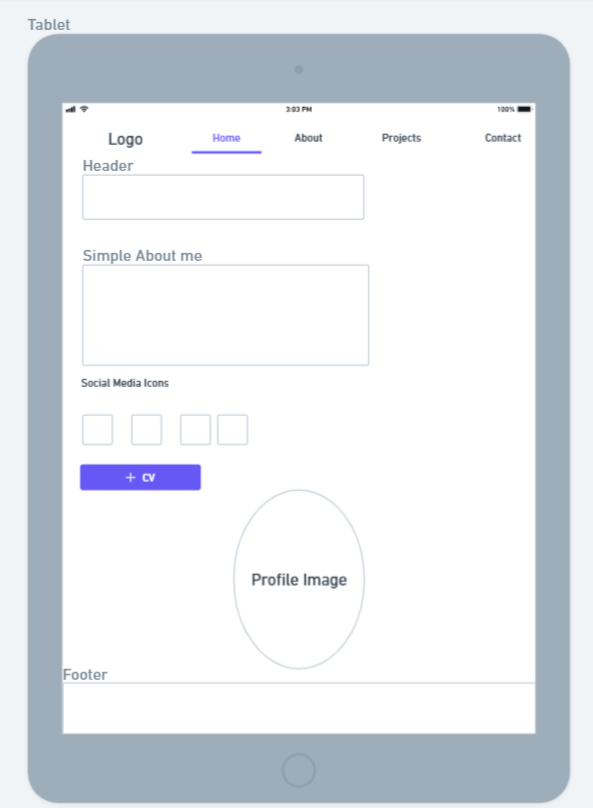 Tablet
3:03 PM 100%
Logo Home About Projects Contact
Header
Simple About me
Social Media Icons
+ CV
Profile Image
Footer